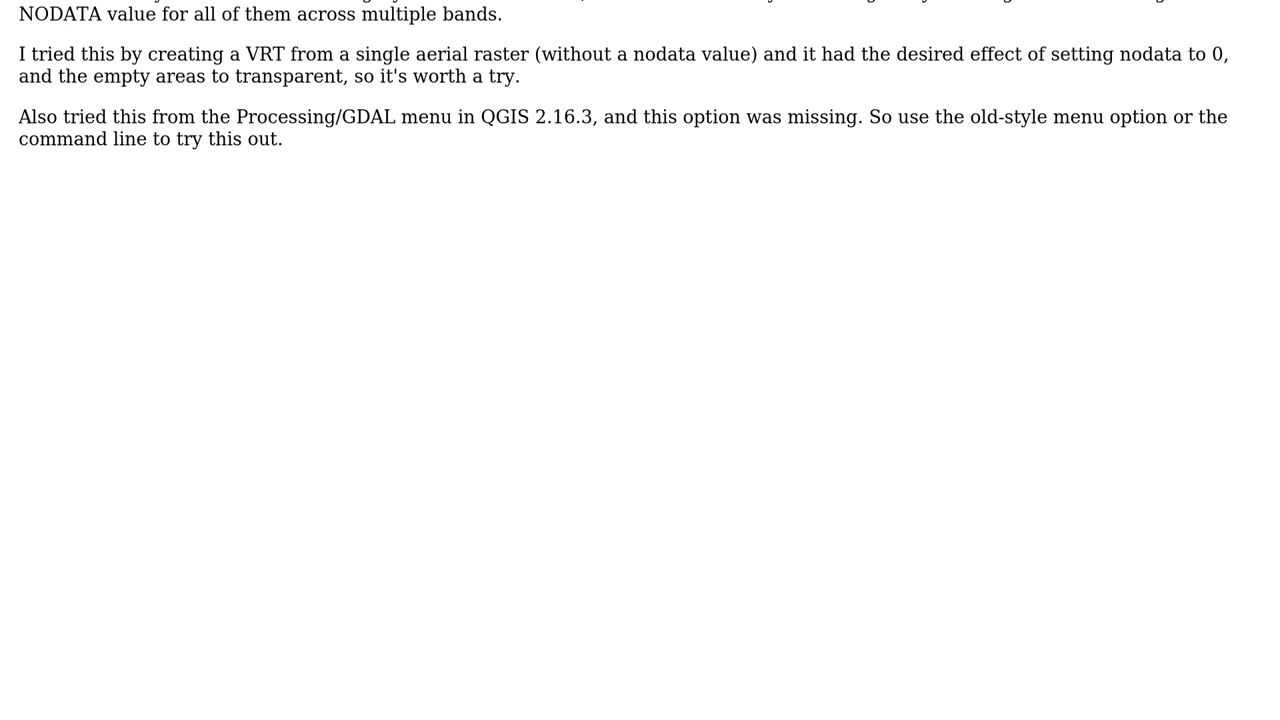 NODATA value for all of them across multiple bands.
I tried this by creating a VRT from a single aerial raster (without a nodata value) and it had the desired effect of setting nodata to 0,
and the empty areas to transparent, so it's worth a try.
Also tried this from the Processing/GDAL menu in QGIS 2.16.3, and this option was missing. So use the old-style menu option or the
command line to try this out.